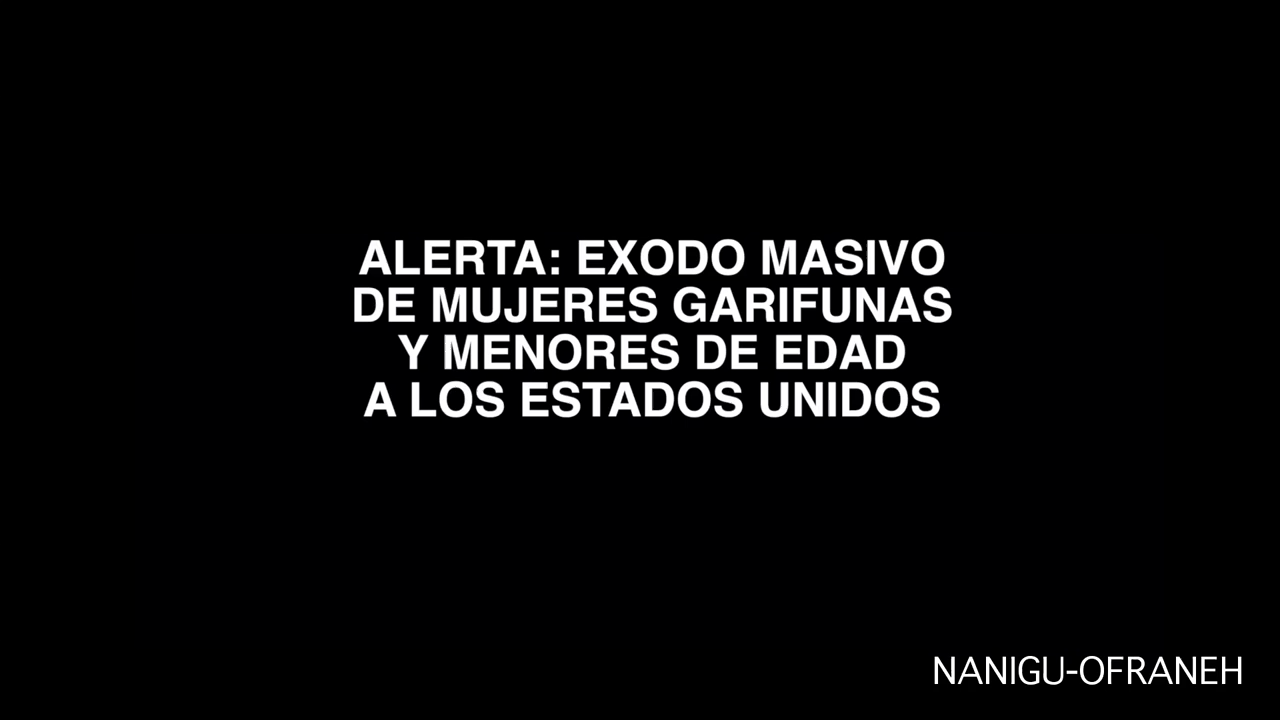 ALERTA: EXODO MASIVO
DE MUJERES GARIFUNAS
Y MENORES DE EDAD
A LOS ESTADOS UNIDOS
NANIGU-OFRANEH